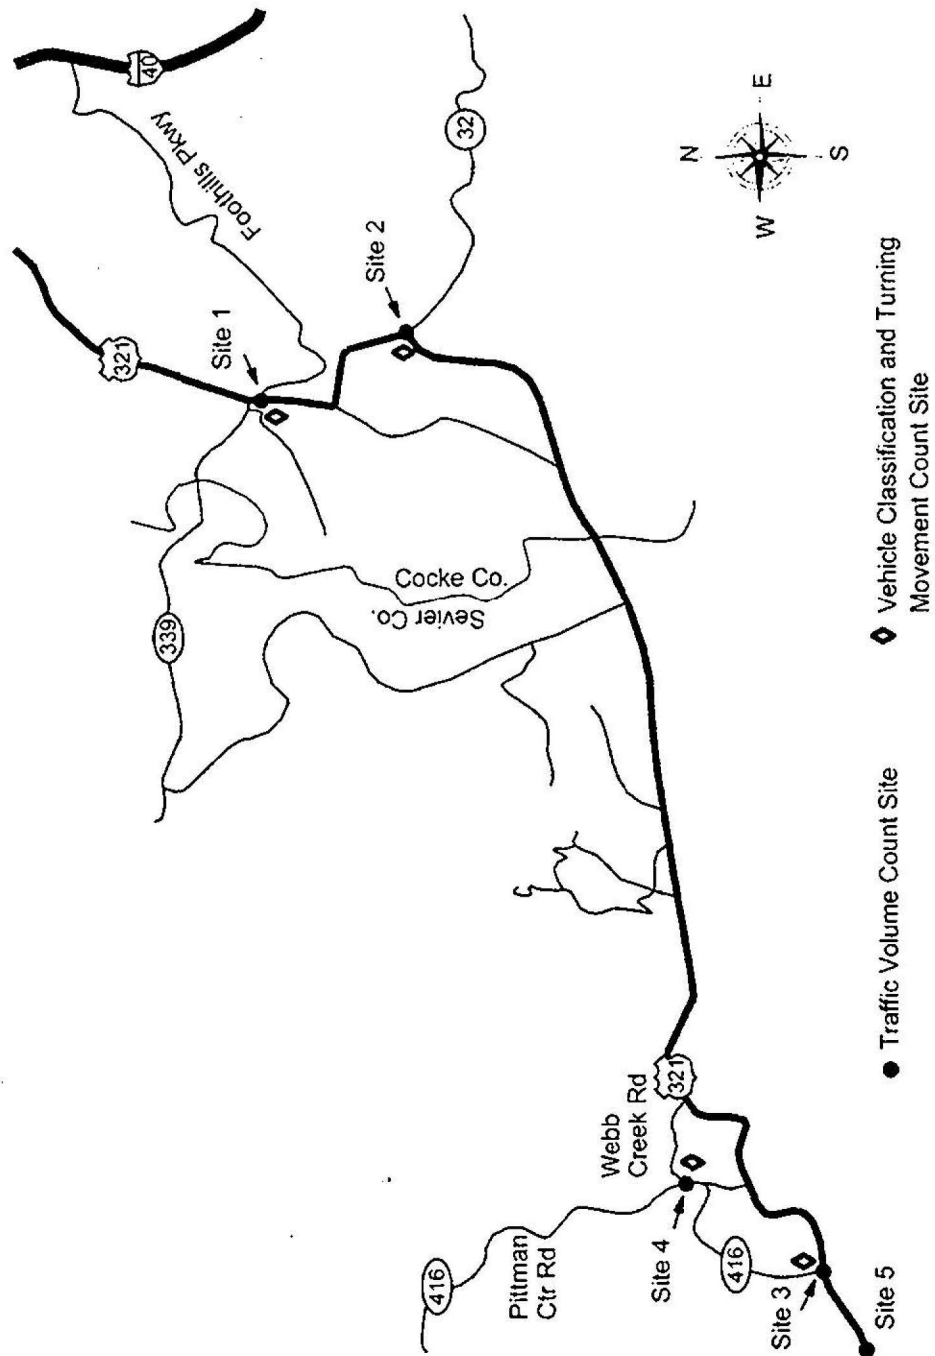 40
Foothills Pkwy
32
321
Site 1
Site 2
N
E
S
W
339
Cocke Co.
Sevier Co.
321
Webb
Creek Rd
416
Pittman
Ctr Rd
Site 4
416
Site 3
Site 5
Traffic Volume Count Site
Vehicle Classification and Turning
Movement Count Site